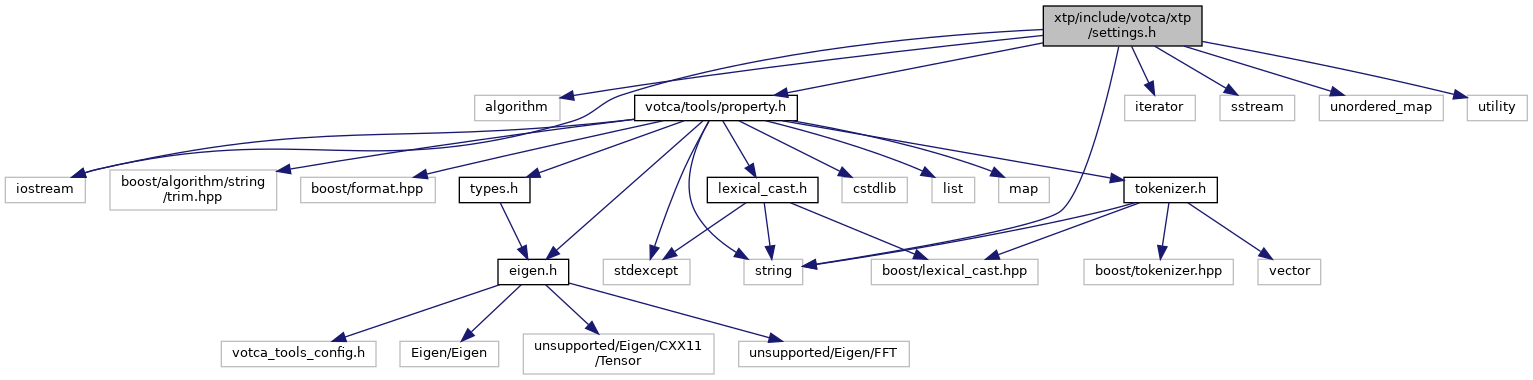 xtp/include/votca/xtp
/settings.h
algorithm
votca/tools/property.h
iterator
sstream
unordered_map
utility
iostream
boost/algorithm/string
/trim.hpp
boost/format.hpp
types.h
lexical_cast.h
cstdlib
list
map
tokenizer.h
eigen.h
stdexcept
string
boost/lexical_cast.hpp
boost/tokenizer.hpp
vector
votca_tools_config.h
Eigen/Eigen
unsupported/Eigen/CXX11
/Tensor
unsupported/Eigen/FFT